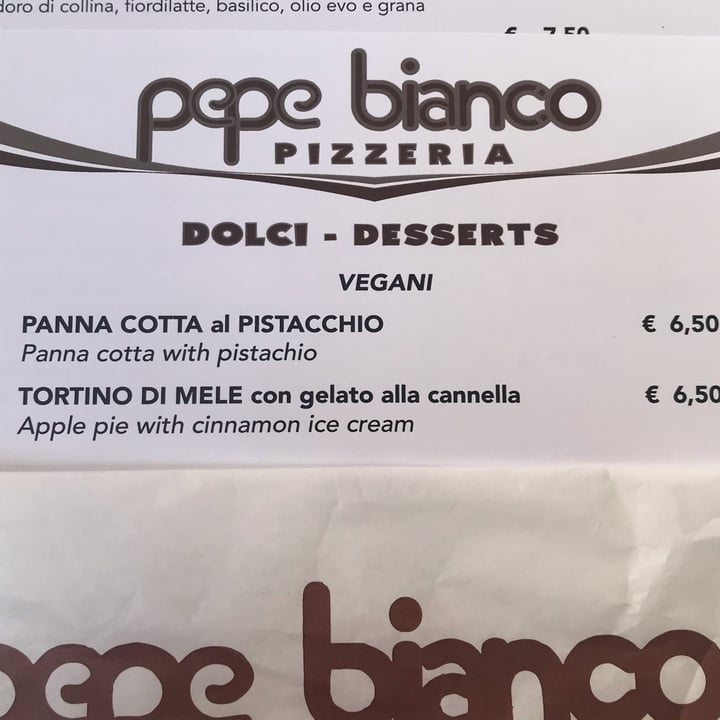 di collina, fiordilatte, basilico, olio evo e grana
€ 7,50
pepe bianco
PIZZERIA
DOLCI - DESSERTS
VEGANI
PANNA COTTA al PISTACCHIO € 6,50
Panna cotta with pistachio
TORTINO DI MELE con gelato alla cannella € 6,50
Apple pie with cinnamon ice cream
pepe bianco